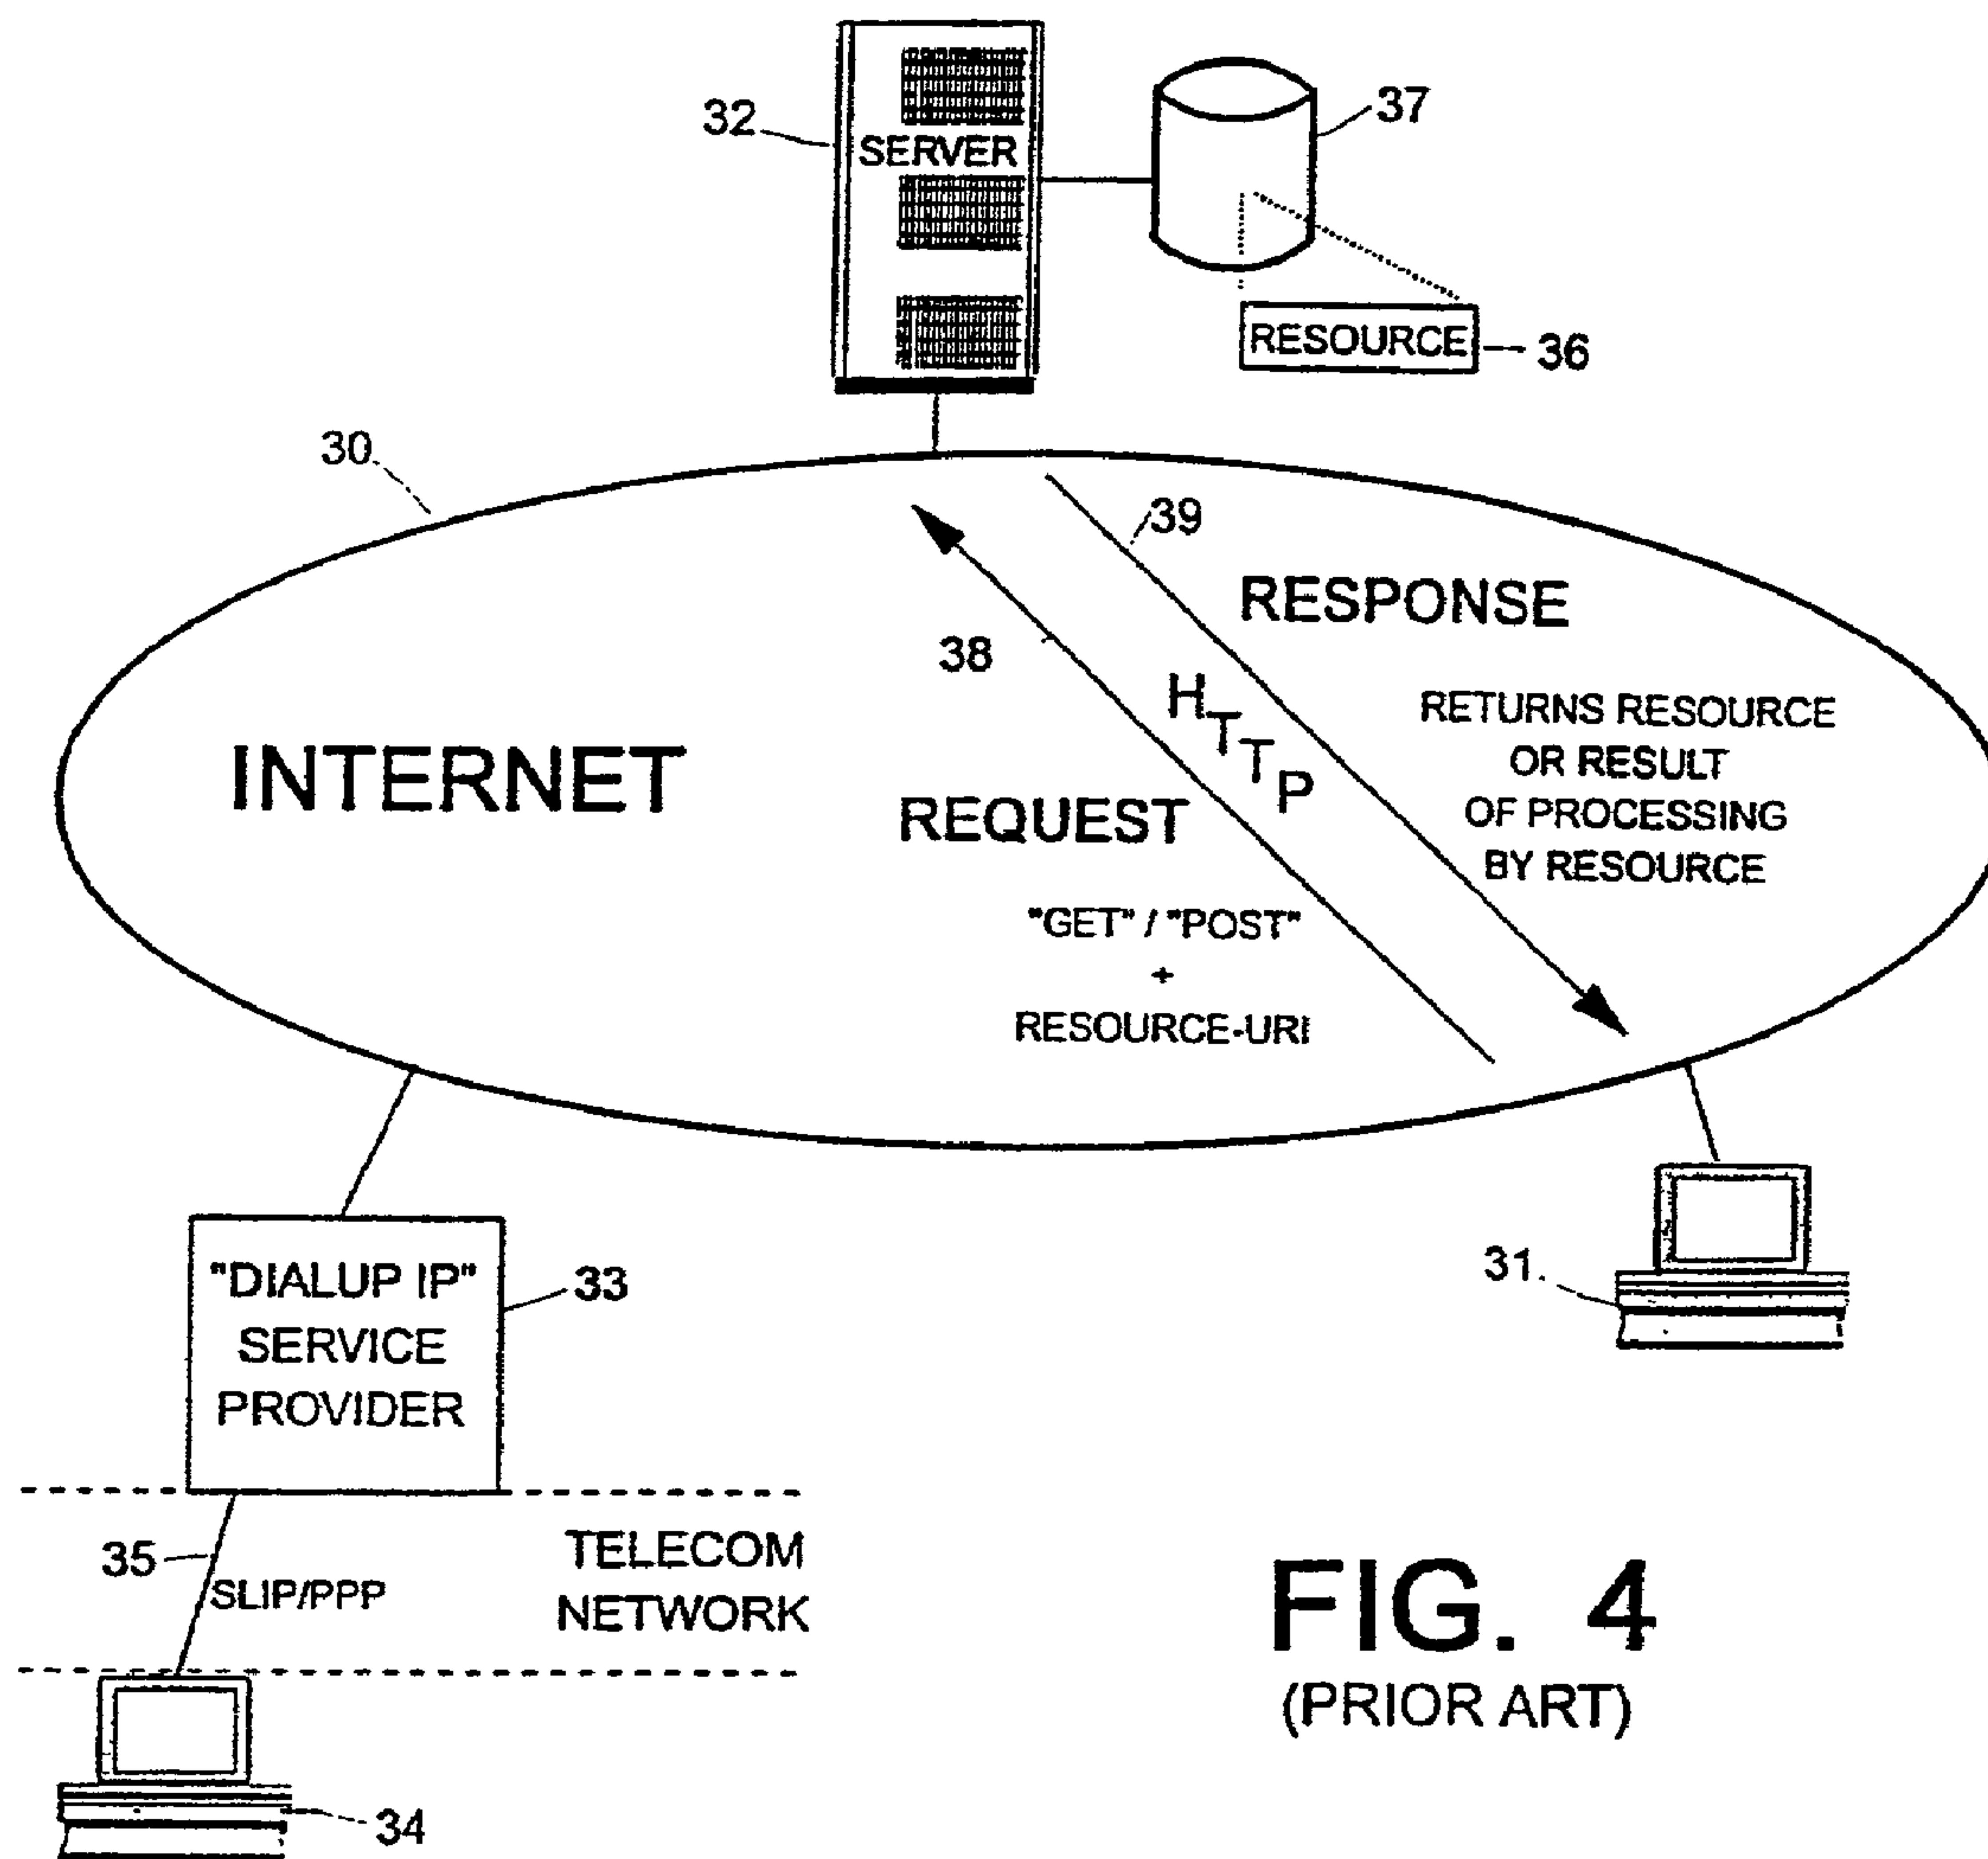 32
SERVER
37
RESOURCE
36
30
39
RESPONSE
38
HTTP
RETURNS RESOURCE
OR RESULT
OF PROCESSING
BY RESOURCE
INTERNET
REQUEST
"GET" / "POST"
+
RESOURCE-URI
"DIALUP IP"
SERVICE
PROVIDER
33
31
35
SLIP/PPP
TELECOM
NETWORK
34
FIG. 4
(PRIOR ART)